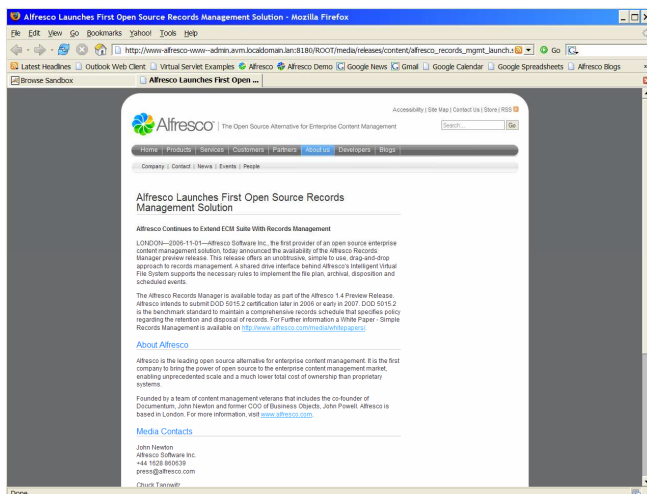 Alfresco Launches First Open Source Records Management Solution - Mozilla Firefox
File Edit View Go Bookmarks Yahoo! Tools Help
http://www-alfresco-www--admin.avm.localdomain.lan:8180/ROOT/media/releases/content/alfresco_records_mgmt_launch.s Go
Latest Headlines Outlook Web Client Virtual Servlet Examples Alfresco Alfresco Demo Google News Gmail Google Calendar Google Spreadsheets Alfresco Blogs
Browse Sandbox Alfresco Launches First Open ...
Accessibility | Site Map | Contact Us | Store | RSS
Alfresco The Open Source Alternative for Enterprise Content Management Search... Go
Home Products Services Customers Partners About us Developers Blogs
Company | Contact | News | Events | People
Alfresco Launches First Open Source Records
Management Solution
Alfresco Continues to Extend ECM Suite With Records Management
LONDON—2006-11-01—Alfresco Software Inc., the first provider of an open source enterprise
content management solution, today announced the availability of the Alfresco Records
Manager preview release. This release offers an unobtrusive, simple to use, drag-and-drop
approach to records management. A shared drive interface behind Alfresco's Intelligent Virtual
File System supports the necessary rules to implement the file plan, archival, disposition and
scheduled events.
The Alfresco Records Manager is available today as part of the Alfresco 1.4 Preview Release.
Alfresco intends to submit DOD 5015.2 certification later in 2006 or early in 2007. DOD 5015.2
is the benchmark standard to maintain a comprehensive records schedule that specifies policy
regarding the retention and disposal of records. For Further information a White Paper - Simple
Records Management is available on http://www.alfresco.com/media/whitepapers/.
About Alfresco
Alfresco is the leading open source alternative for enterprise content management. It is the first
company to bring the power of open source to the enterprise content management market,
enabling unprecedented scale and a much lower total cost of ownership than proprietary
systems.
Founded by a team of content management veterans that includes the co-founder of
Documentum, John Newton and former COO of Business Objects, John Powell. Alfresco is
based in London. For more information, visit www.alfresco.com.
Media Contacts
John Newton
Alfresco Software Inc.
+44 1628 860639
press@alfresco.com
Chuck Tanowitz
Done